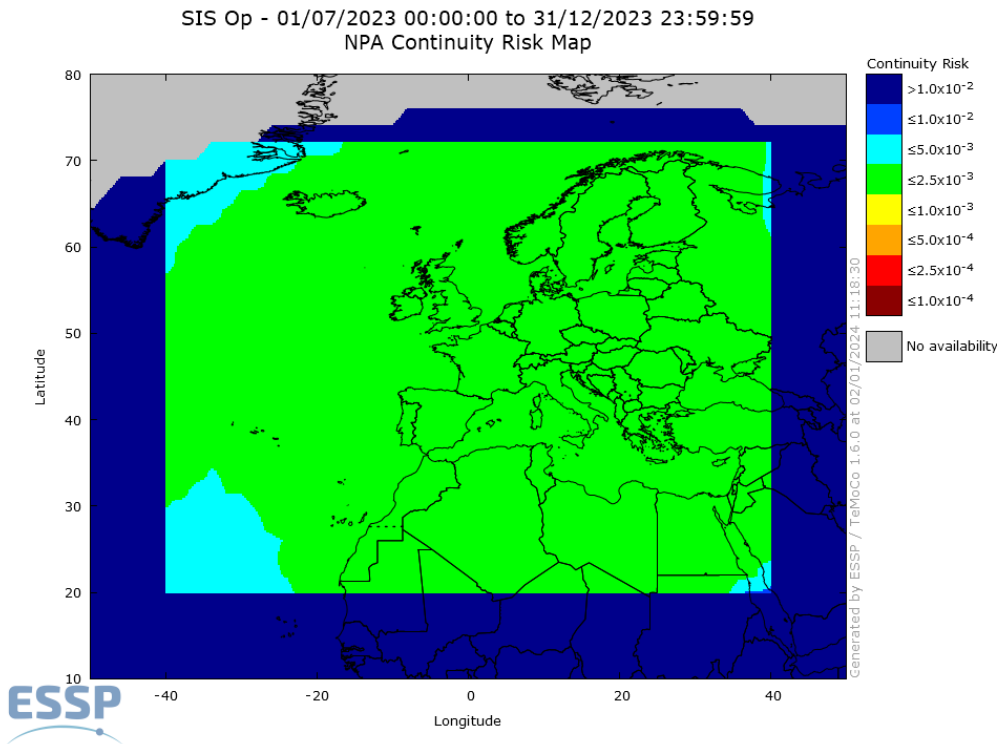 SIS Op - 01/07/2023 00:00:00 to 31/12/2023 23:59:59
NPA Continuity Risk Map
Continuity Risk
>1.0x10⁻²
≤1.0x10⁻²
≤5.0x10⁻³
≤2.5x10⁻³
≤1.0x10⁻³
≤5.0x10⁻⁴
≤2.5x10⁻⁴
≤1.0x10⁻⁴
No availability
80
70
60
50
40
30
20
10
Latitude
-40
-20
0
20
40
Longitude
Generated by ESSP / TeMoCo 1.6.0 at 02/01/2024 11:18:30
ESSP